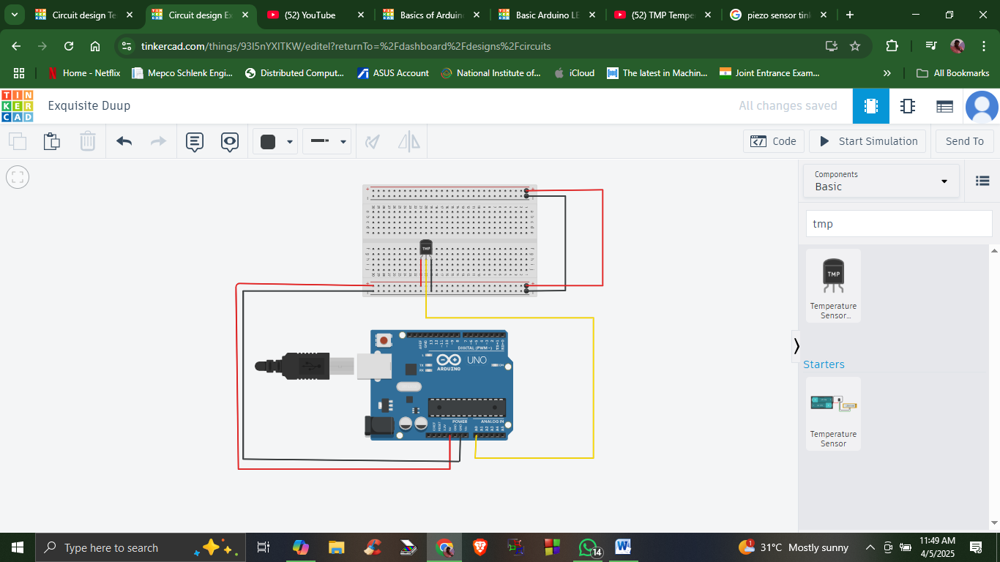 Circuit design Te
Circuit design Ex
(52) YouTube
Basics of Arduin
Basic Arduino LE
(52) TMP Tempe
piezo sensor tink
tinkercad.com/things/93I5nYXITKW/editel?returnTo=%2Fdashboard%2Fdesigns%2Fcircuits
Home - Netflix
Mepco Schlenk Engi...
Distributed Comput...
ASUS Account
National Institute of...
iCloud
The latest in Machin...
Joint Entrance Exam...
All Bookmarks
TIN
KER
CAD
Exquisite Duup
All changes saved
Code
Start Simulation
Send To
Components
Basic
tmp
TMP
Temperature
Sensor...
Starters
Temperature
Sensor
TMP
DIGITAL (PWM~)
UNO
ARDUINO
POWER
ANALOG IN
Type here to search
14
1
31°C Mostly sunny
11:49 AM
4/5/2025